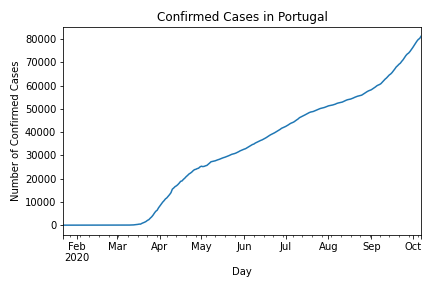 Confirmed Cases in Portugal
Number of Confirmed Cases
80000
70000
60000
50000
40000
30000
20000
10000
0
Feb Mar Apr May Jun Jul Aug Sep Oct
2020
Day